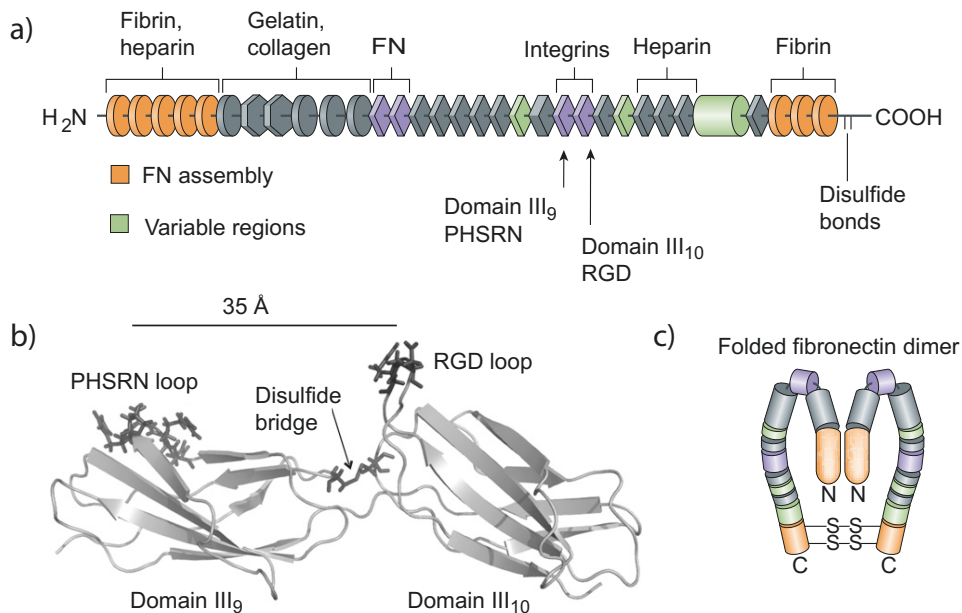 a)
Fibrin,
heparin
Gelatin,
collagen
FN
Integrins
Heparin
Fibrin
H2N
COOH
FN assembly
Variable regions
Domain III9
PHSRN
Domain III10
RGD
Disulfide
bonds
b)
35 Å
PHSRN loop
Disulfide
bridge
RGD loop
Domain III9
Domain III10
c)
Folded fibronectin dimer
N N
S S
S S
C C